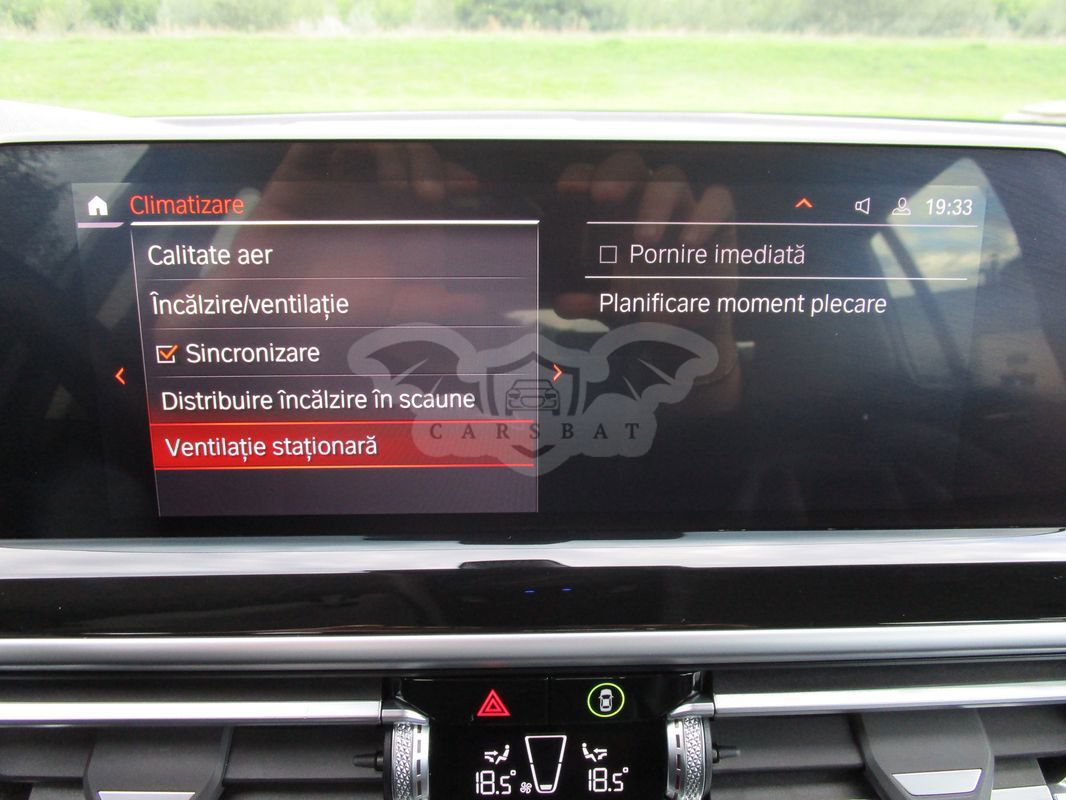 Climatizare
19:33
Calitate aer
Încălzire/ventilație
Sincronizare
Distribuire încălzire în scaune
Ventilație staționară
Pornire imediată
Planificare moment plecare
CARSBAT
18.5° 18.5°